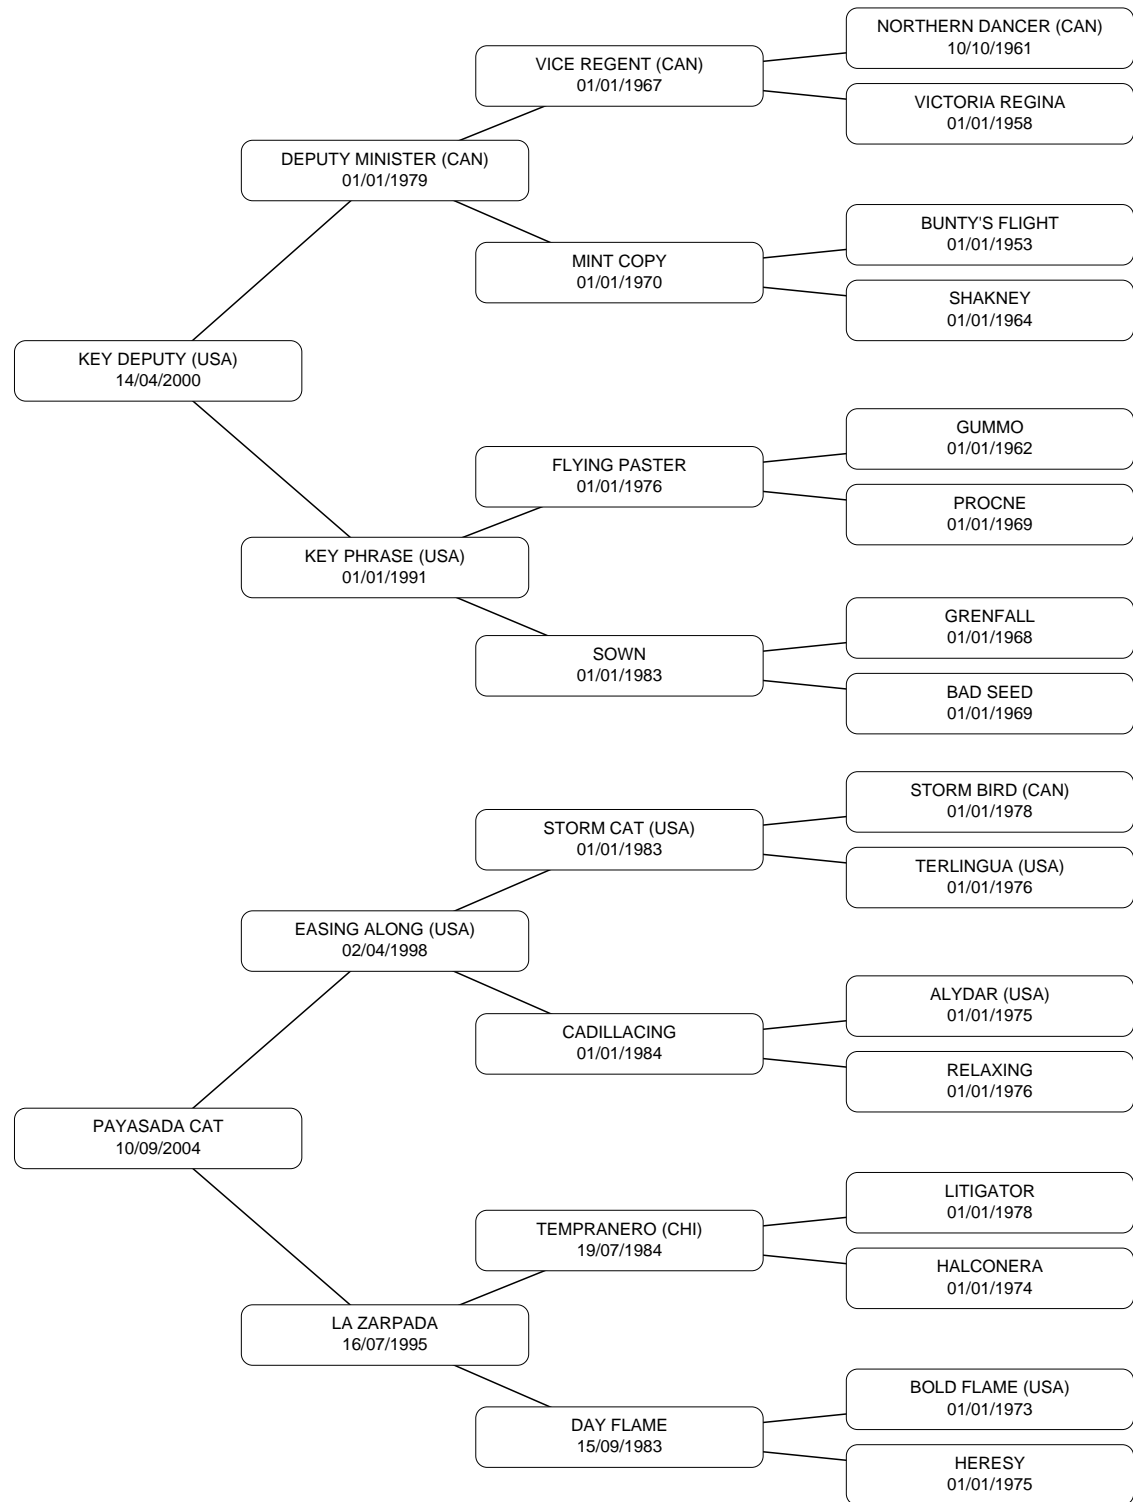 NORTHERN DANCER (CAN)
10/10/1961
VICE REGENT (CAN)
01/01/1967
VICTORIA REGINA
01/01/1958
DEPUTY MINISTER (CAN)
01/01/1979
BUNTY'S FLIGHT
01/01/1953
MINT COPY
01/01/1970
SHAKNEY
01/01/1964
KEY DEPUTY (USA)
14/04/2000
GUMMO
01/01/1962
FLYING PASTER
01/01/1976
PROCNE
01/01/1969
KEY PHRASE (USA)
01/01/1991
GRENFALL
01/01/1968
SOWN
01/01/1983
BAD SEED
01/01/1969
STORM BIRD (CAN)
01/01/1978
STORM CAT (USA)
01/01/1983
TERLINGUA (USA)
01/01/1976
EASING ALONG (USA)
02/04/1998
ALYDAR (USA)
01/01/1975
CADILLACING
01/01/1984
RELAXING
01/01/1976
PAYASADA CAT
10/09/2004
LITIGATOR
01/01/1978
TEMPRANERO (CHI)
19/07/1984
HALCONERA
01/01/1974
LA ZARPADA
16/07/1995
BOLD FLAME (USA)
01/01/1973
DAY FLAME
15/09/1983
HERESY
01/01/1975